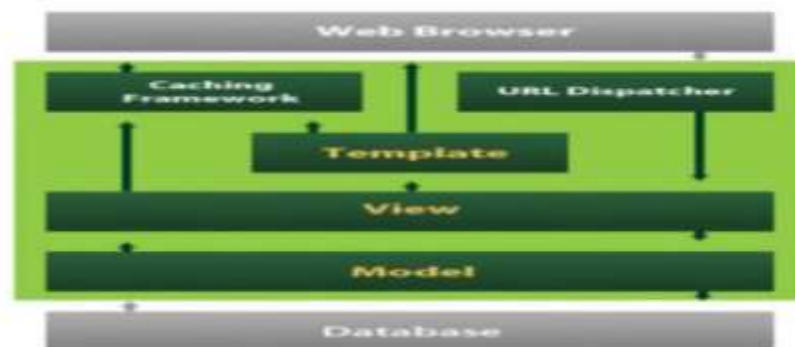 Web Browser
Caching
Framework
URL Dispatcher
Template
View
Model
Database